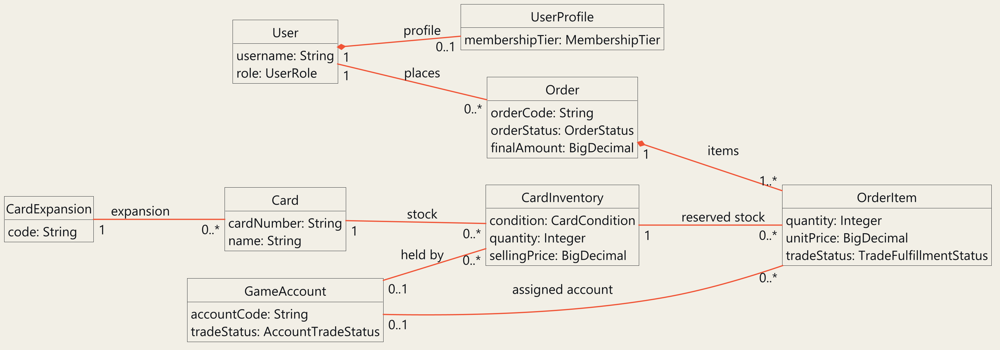 UserProfile
membershipTier: MembershipTier
User
username: String
role: UserRole
profile
0..1
1
places
1
0..*
Order
orderCode: String
orderStatus: OrderStatus
finalAmount: BigDecimal
1
items
1..*
CardExpansion
code: String
expansion
1
0..*
Card
cardNumber: String
name: String
stock
1
0..*
CardInventory
condition: CardCondition
quantity: Integer
sellingPrice: BigDecimal
reserved stock
1
0..*
OrderItem
quantity: Integer
unitPrice: BigDecimal
tradeStatus: TradeFulfillmentStatus
held by
0..*
0..1
GameAccount
accountCode: String
tradeStatus: AccountTradeStatus
assigned account
0..*
0..1